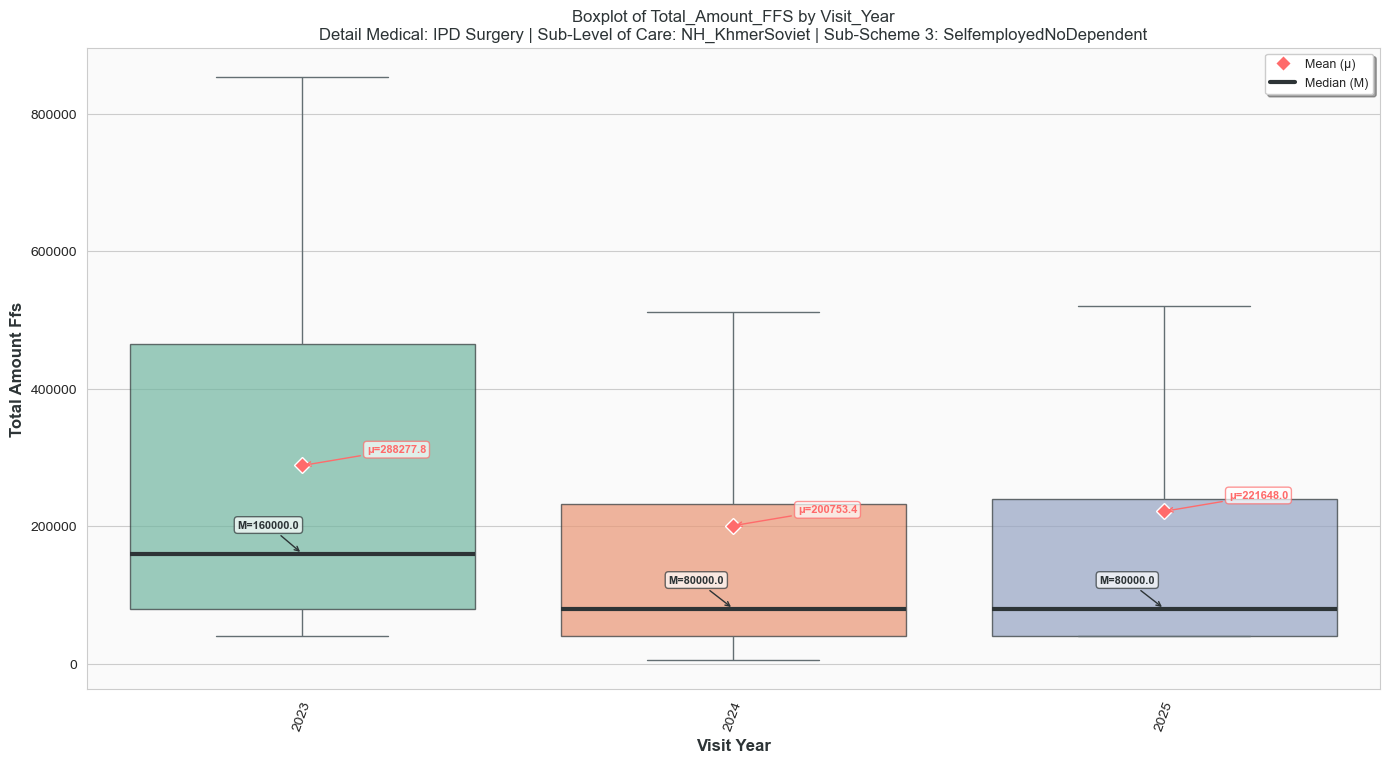 Boxplot of Total_Amount_FFS by Visit_Year
Detail Medical: IPD Surgery | Sub-Level of Care: NH_KhmerSoviet | Sub-Scheme 3: SelfemployedNoDependent
Mean (μ)
Median (M)
Total Amount Ffs
800000
600000
400000
200000
0
μ=288277.8
M=160000.0
μ=200753.4
M=80000.0
μ=221648.0
M=80000.0
2023
2024
2025
Visit Year